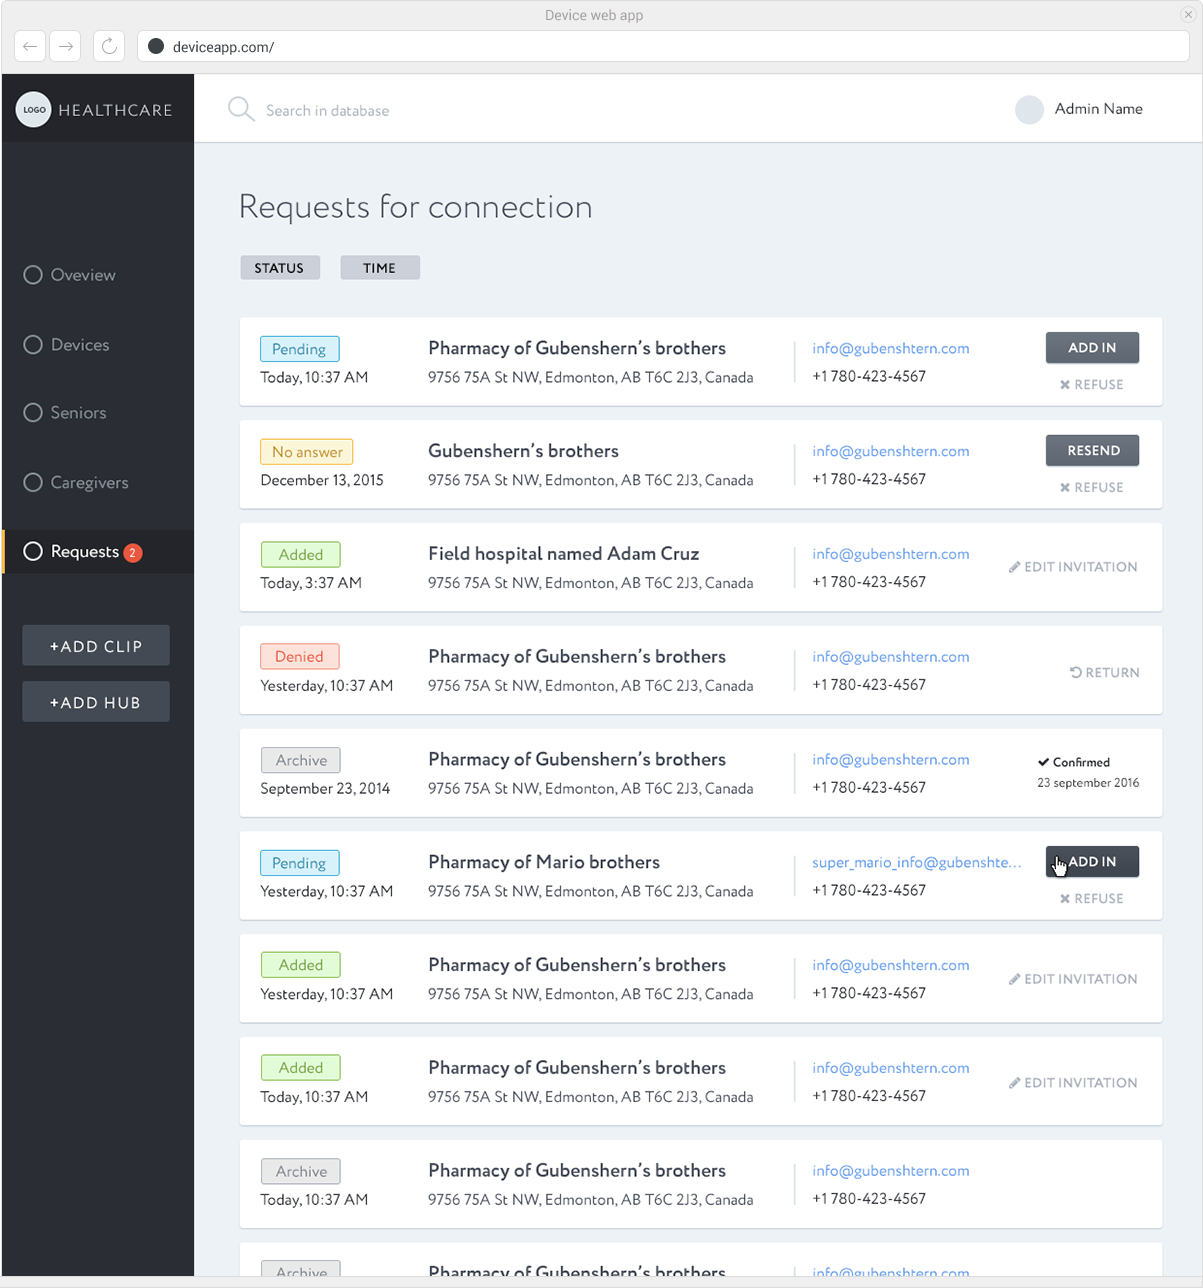 Device web app
deviceapp.com/
LOGO HEALTHCARE
Search in database
Admin Name
Oveview
Devices
Seniors
Caregivers
Requests 2
+ADD CLIP
+ADD HUB
Requests for connection
STATUS TIME
Pending
Today, 10:37 AM
Pharmacy of Gubenshern's brothers
9756 75A St NW, Edmonton, AB T6C 2J3, Canada
info@gubenshtern.com
+1 780-423-4567
ADD IN
REFUSE
No answer
December 13, 2015
Gubenshern's brothers
9756 75A St NW, Edmonton, AB T6C 2J3, Canada
info@gubenshtern.com
+1 780-423-4567
RESEND
REFUSE
Added
Today, 3:37 AM
Field hospital named Adam Cruz
9756 75A St NW, Edmonton, AB T6C 2J3, Canada
info@gubenshtern.com
+1 780-423-4567
EDIT INVITATION
Denied
Yesterday, 10:37 AM
Pharmacy of Gubenshern's brothers
9756 75A St NW, Edmonton, AB T6C 2J3, Canada
info@gubenshtern.com
+1 780-423-4567
RETURN
Archive
September 23, 2014
Pharmacy of Gubenshern's brothers
9756 75A St NW, Edmonton, AB T6C 2J3, Canada
info@gubenshtern.com
+1 780-423-4567
Confirmed
23 september 2016
Pending
Yesterday, 10:37 AM
Pharmacy of Mario brothers
9756 75A St NW, Edmonton, AB T6C 2J3, Canada
super_mario_info@gubenshte...
+1 780-423-4567
ADD IN
REFUSE
Added
Yesterday, 10:37 AM
Pharmacy of Gubenshern's brothers
9756 75A St NW, Edmonton, AB T6C 2J3, Canada
info@gubenshtern.com
+1 780-423-4567
EDIT INVITATION
Added
Today, 10:37 AM
Pharmacy of Gubenshern's brothers
9756 75A St NW, Edmonton, AB T6C 2J3, Canada
info@gubenshtern.com
+1 780-423-4567
EDIT INVITATION
Archive
Today, 10:37 AM
Pharmacy of Gubenshern's brothers
9756 75A St NW, Edmonton, AB T6C 2J3, Canada
info@gubenshtern.com
+1 780-423-4567
Archive
Pharmacy of Gubenshern's brothers
info@gubenshtern.com